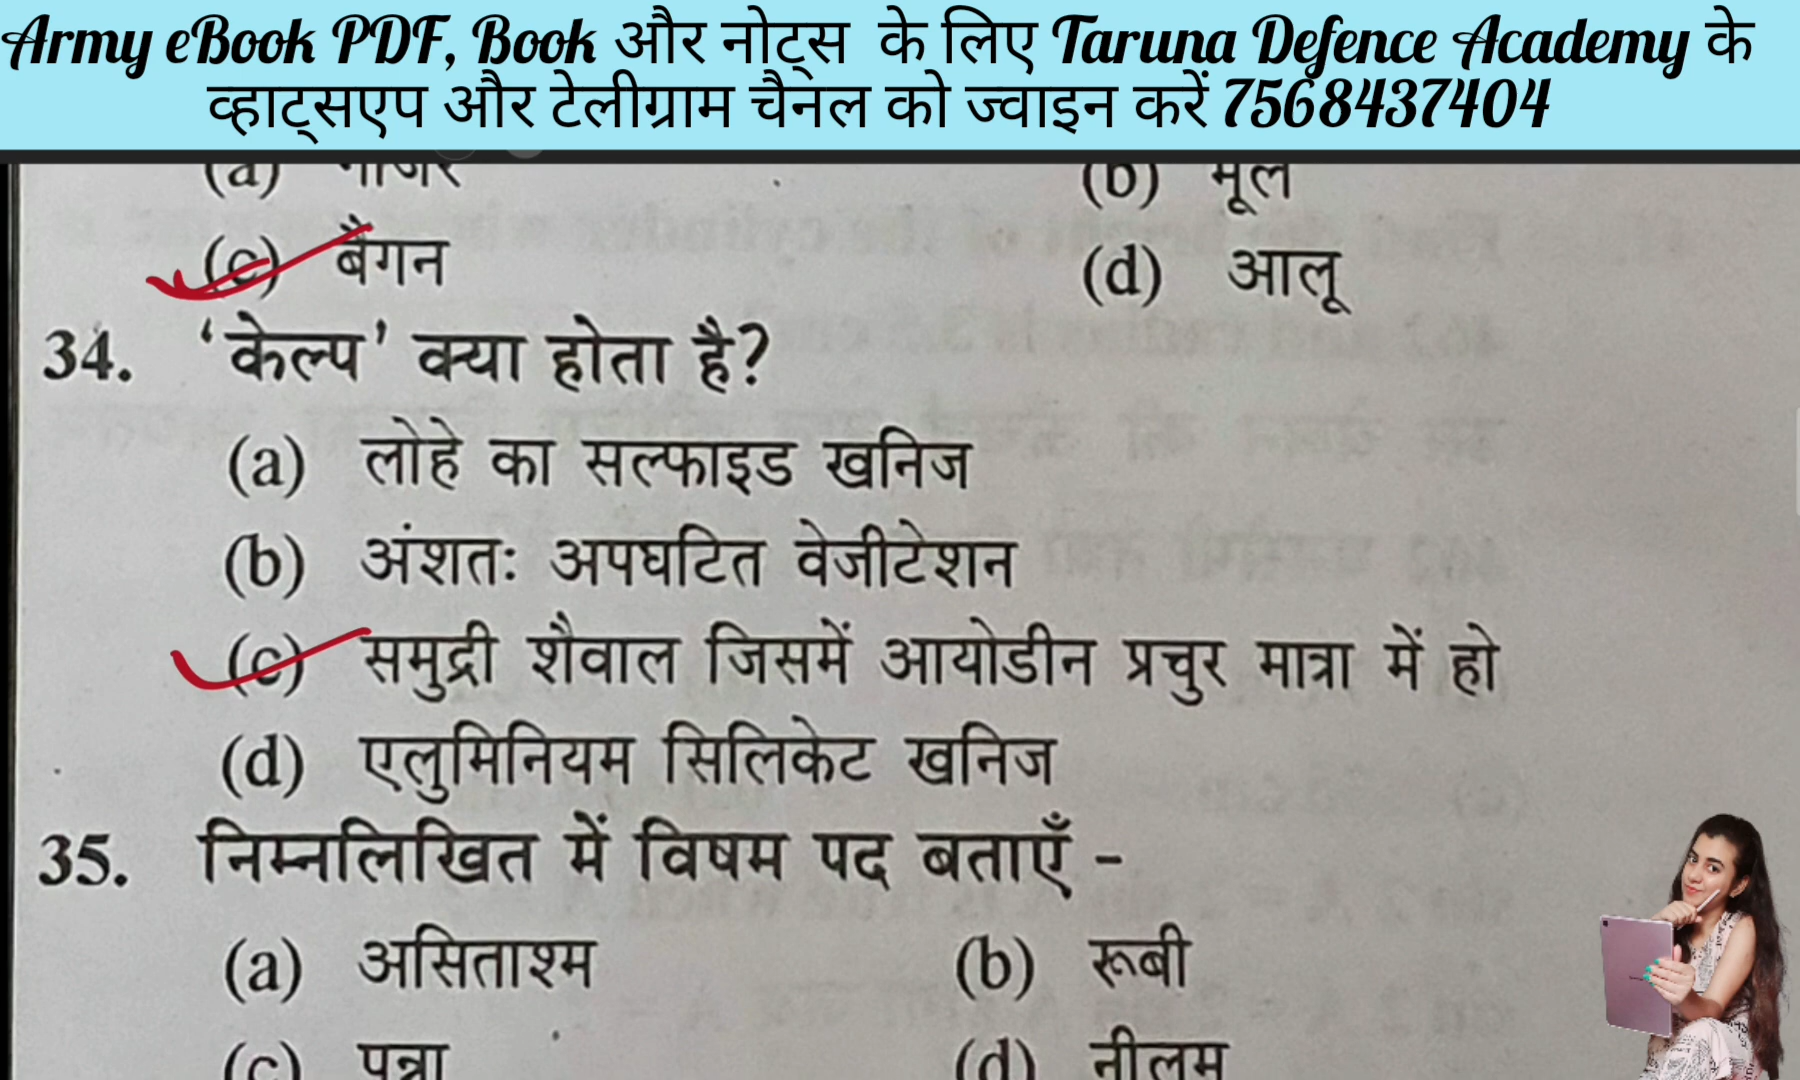 Army eBook PDF, Book और नोट्स के लिए Taruna Defence Academy के
व्हाट्सएप और टेलीग्राम चैनल को ज्वाइन करें 7568437404
(a) गाजर (b) मूल
(c) बैगन (d) आलू
34. ‘केल्प’ क्या होता है?
(a) लोहे का सल्फाइड खनिज
(b) अंशतः अपघटित वेजीटेशन
(c) समुद्री शैवाल जिसमें आयोडीन प्रचुर मात्रा में हो
(d) एलुमिनियम सिलिकेट खनिज
35. निम्नलिखित में विषम पद बताएँ -
(a) असिताश्म (b) रूबी
(c) पन्ना (d) नीलम